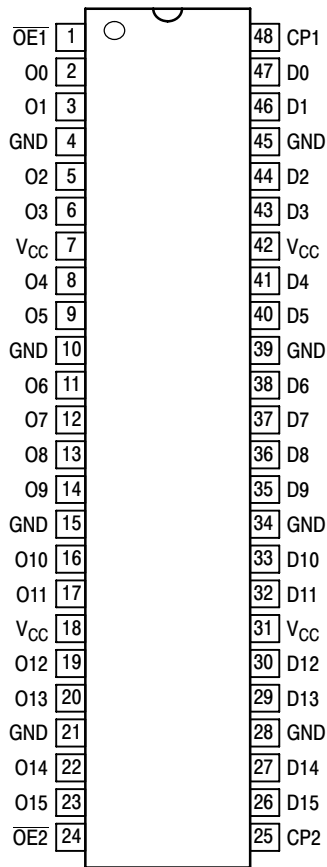 O̅E̅1̅ 1 48 CP1
O0 2 47 D0
O1 3 46 D1
GND 4 45 GND
O2 5 44 D2
O3 6 43 D3
VCC 7 42 VCC
O4 8 41 D4
O5 9 40 D5
GND 10 39 GND
O6 11 38 D6
O7 12 37 D7
O8 13 36 D8
O9 14 35 D9
GND 15 34 GND
O10 16 33 D10
O11 17 32 D11
VCC 18 31 VCC
O12 19 30 D12
O13 20 29 D13
GND 21 28 GND
O14 22 27 D14
O15 23 26 D15
O̅E̅2̅ 24 25 CP2